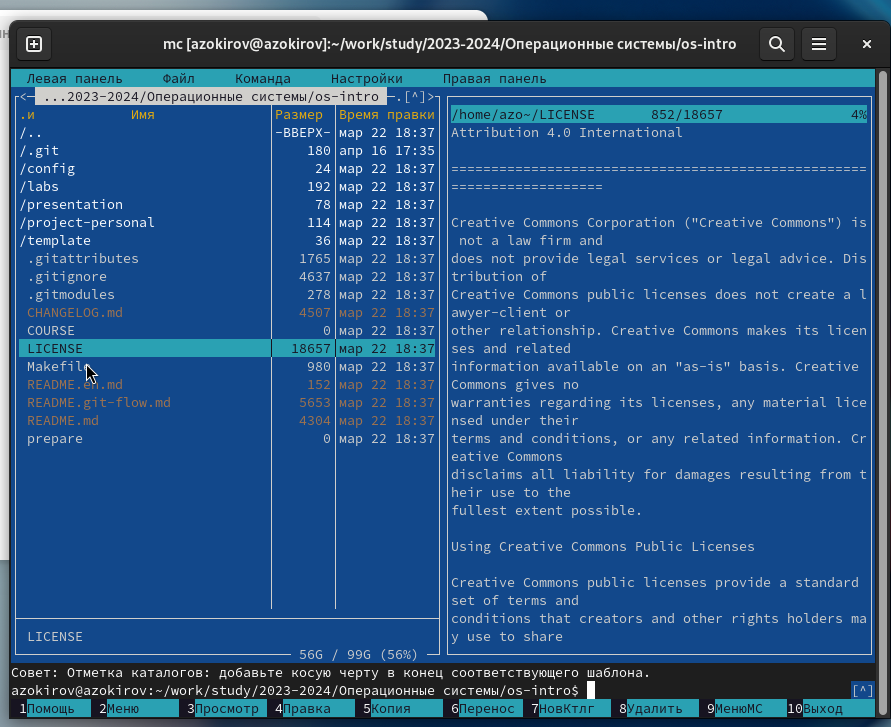 mc [azokirov@azokirov]:~/work/study/2023-2024/Операционные системы/os-intro
Левая панель Файл Команда Настройки Правая панель
<— ...2023-2024/Операционные системы/os-intro —.[^]>
.и Имя Размер Время правки
/.. -ВВЕРХ- мар 22 18:37
/.git 180 апр 16 17:35
/config 24 мар 22 18:37
/labs 192 мар 22 18:37
/presentation 78 мар 22 18:37
/project-personal 114 мар 22 18:37
/template 36 мар 22 18:37
.gitattributes 1765 мар 22 18:37
.gitignore 4637 мар 22 18:37
.gitmodules 278 мар 22 18:37
CHANGELOG.md 4507 мар 22 18:37
COURSE 0 мар 22 18:37
LICENSE 18657 мар 22 18:37
Makefile 980 мар 22 18:37
README.en.md 152 мар 22 18:37
README.git-flow.md 5653 мар 22 18:37
README.md 4304 мар 22 18:37
prepare 0 мар 22 18:37
LICENSE
56G / 99G (56%)
/home/azo~/LICENSE 852/18657 4%
Attribution 4.0 International
====================================================
===================
Creative Commons Corporation ("Creative Commons") is
not a law firm and
does not provide legal services or legal advice. Dis
tribution of
Creative Commons public licenses does not create a l
awyer-client or
other relationship. Creative Commons makes its licen
ses and related
information available on an "as-is" basis. Creative
Commons gives no
warranties regarding its licenses, any material lice
nsed under their
terms and conditions, or any related information. Cr
eative Commons
disclaims all liability for damages resulting from t
heir use to the
fullest extent possible.
Using Creative Commons Public Licenses
Creative Commons public licenses provide a standard
set of terms and
conditions that creators and other rights holders ma
y use to share
Совет: Отметка каталогов: добавьте косую черту в конец соответствующего шаблона.
azokirov@azokirov:~/work/study/2023-2024/Операционные системы/os-intro$ [^]
1Помощь 2Меню 3Просмотр 4Правка 5Копия 6Перенос 7НовКтлг 8Удалить 9МенюMC 10Выход